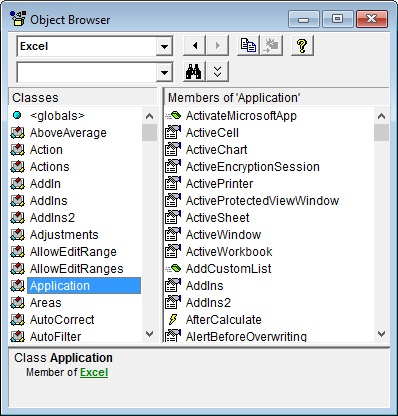 Object Browser
Excel
Classes
<globals>
AboveAverage
Action
Actions
AddIn
AddIns
AddIns2
Adjustments
AllowEditRange
AllowEditRanges
Application
Areas
AutoCorrect
AutoFilter
Members of 'Application'
ActivateMicrosoftApp
ActiveCell
ActiveChart
ActiveEncryptionSession
ActivePrinter
ActiveProtectedViewWindow
ActiveSheet
ActiveWindow
ActiveWorkbook
AddCustomList
AddIns
AddIns2
AfterCalculate
AlertBeforeOverwriting
Class Application
Member of Excel